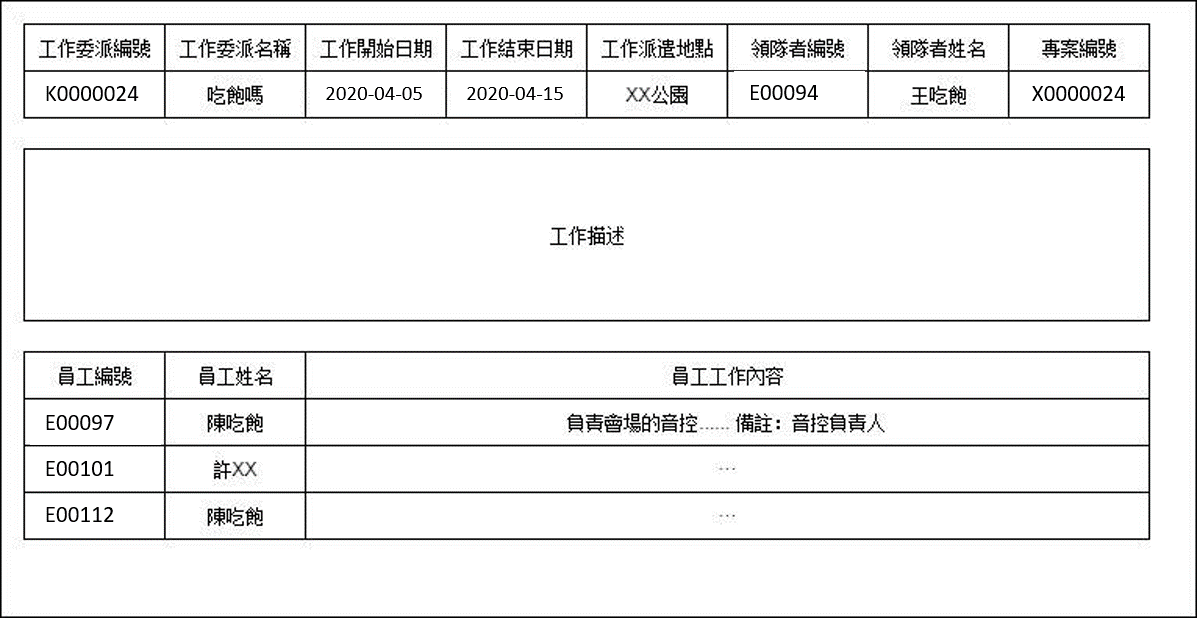 工作委派編號 工作委派名稱 工作開始日期 工作結束日期 工作派遣地點 領隊者編號 領隊者姓名 專案編號
K0000024 吃飽嗎 2020-04-05 2020-04-15 XX公園 E00094 王吃飽 X0000024
工作描述
員工編號 員工姓名 員工工作內容
E00097 陳吃飽 負責會場的音控...... 備註：音控負責人
E00101 許XX ...
E00112 陳吃飽 ...